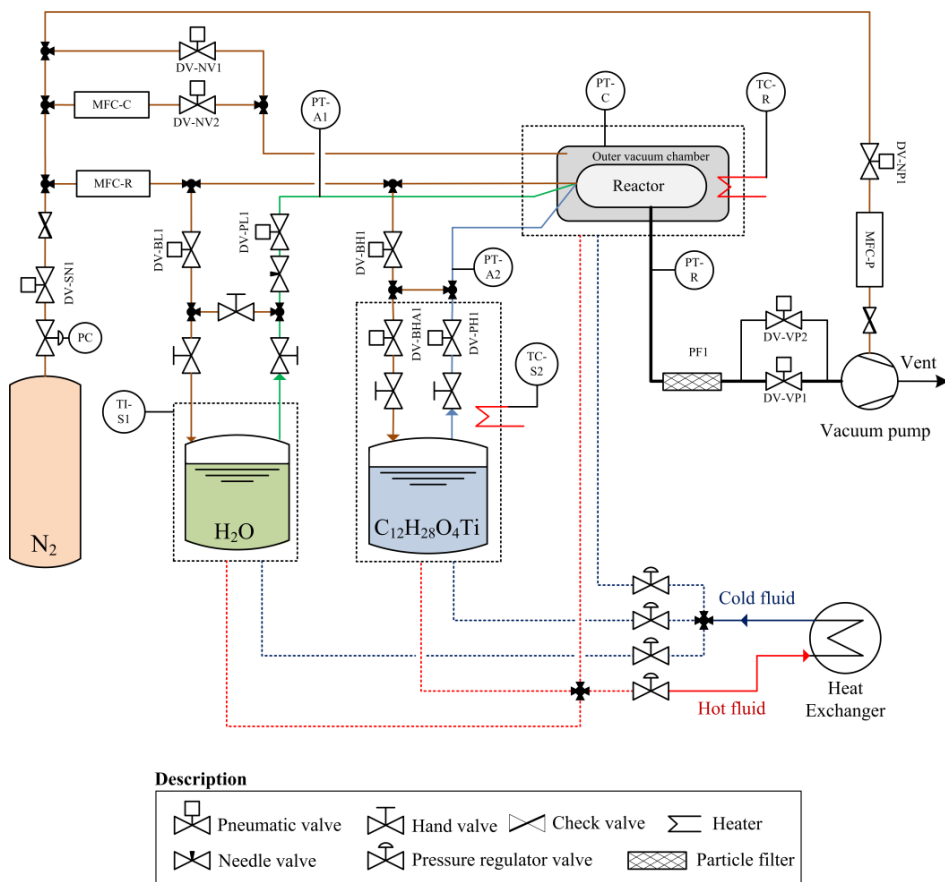 DV-NV1
MFC-C
DV-NV2
PT-
A1
PT-
C
TC-
R
Outer vacuum chamber
Reactor
DV-NP1
MFC-R
DV-BL1
DV-PL1
DV-BH1
PT-
A2
PT-
R
MFC-P
DV-SN1
PC
DV-BHA1
DV-PH1
TC-
S2
PF1
DV-VP2
DV-VP1
Vent
Vacuum pump
TI-
S1
N2
H2O
C12H28O4Ti
Cold fluid
Hot fluid
Heat
Exchanger
Description
Pneumatic valve
Hand valve
Check valve
Heater
Needle valve
Pressure regulator valve
Particle filter